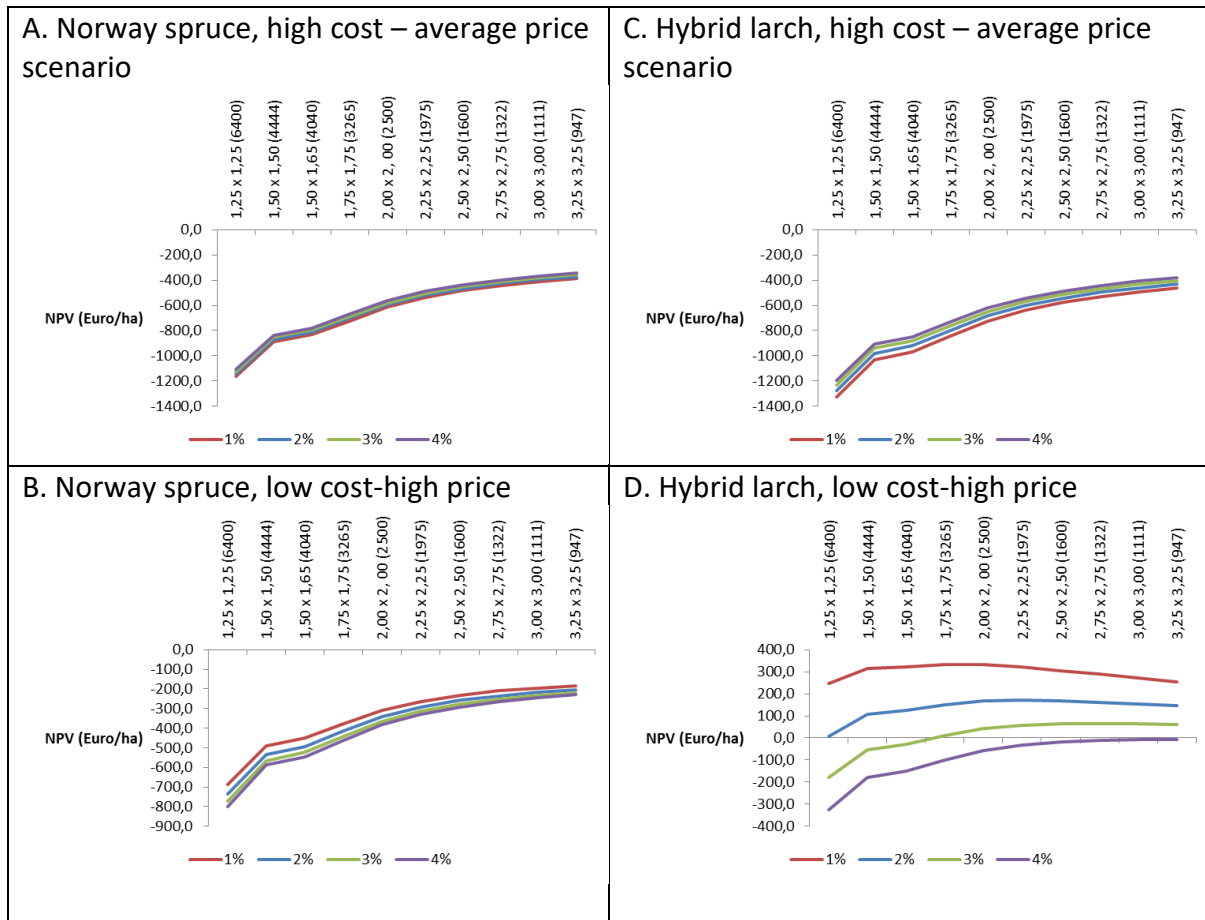 A. Norway spruce, high cost – average price
scenario
1,25 x 1,25 (6400)
1,50 x 1,50 (4444)
1,50 x 1,65 (4040)
1,75 x 1,75 (3265)
2,00 x 2, 00 (2500)
2,25 x 2,25 (1975)
2,50 x 2,50 (1600)
2,75 x 2,75 (1322)
3,00 x 3,00 (1111)
3,25 x 3,25 (947)
0,0
-200,0
-400,0
-600,0
NPV (Euro/ha)
-800,0
-1000,0
-1200,0
-1400,0
1% 2% 3% 4%
C. Hybrid larch, high cost – average price
scenario
1,25 x 1,25 (6400)
1,50 x 1,50 (4444)
1,50 x 1,65 (4040)
1,75 x 1,75 (3265)
2,00 x 2, 00 (2500)
2,25 x 2,25 (1975)
2,50 x 2,50 (1600)
2,75 x 2,75 (1322)
3,00 x 3,00 (1111)
3,25 x 3,25 (947)
0,0
-200,0
-400,0
-600,0
NPV (Euro/ha)
-800,0
-1000,0
-1200,0
-1400,0
1% 2% 3% 4%
B. Norway spruce, low cost-high price
1,25 x 1,25 (6400)
1,50 x 1,50 (4444)
1,50 x 1,65 (4040)
1,75 x 1,75 (3265)
2,00 x 2, 00 (2500)
2,25 x 2,25 (1975)
2,50 x 2,50 (1600)
2,75 x 2,75 (1322)
3,00 x 3,00 (1111)
3,25 x 3,25 (947)
0,0
-100,0
-200,0
-300,0
-400,0
NPV (Euro/ha)
-500,0
-600,0
-700,0
-800,0
-900,0
1% 2% 3% 4%
D. Hybrid larch, low cost-high price
1,25 x 1,25 (6400)
1,50 x 1,50 (4444)
1,50 x 1,65 (4040)
1,75 x 1,75 (3265)
2,00 x 2, 00 (2500)
2,25 x 2,25 (1975)
2,50 x 2,50 (1600)
2,75 x 2,75 (1322)
3,00 x 3,00 (1111)
3,25 x 3,25 (947)
400,0
300,0
200,0
100,0
NPV (Euro/ha) 0,0
-100,0
-200,0
-300,0
-400,0
1% 2% 3% 4%